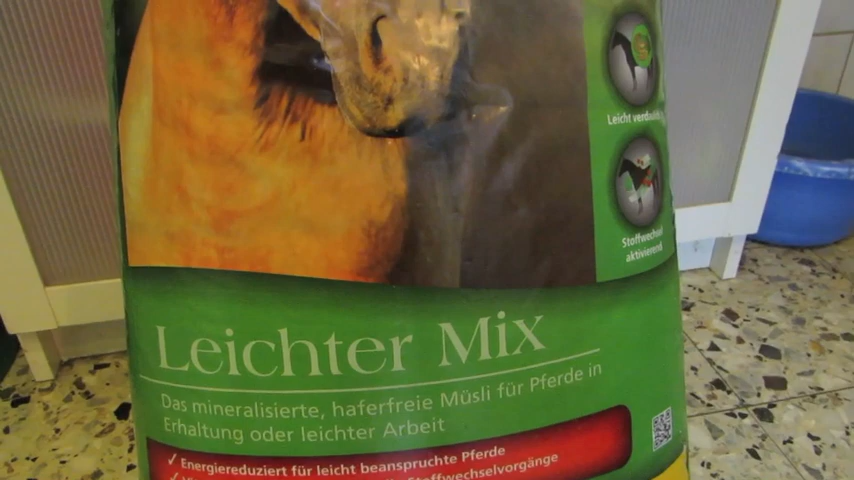 Leicht
Stoffwechsel
aktivierend
Leichter Mix
Das mineralisierte, haferfreie Müsli für Pferde in
Erhaltung oder leichter Arbeit
✓ Energiereduziert für leicht beanspruchte Pferde
✓ Stoffwechselvorgänge